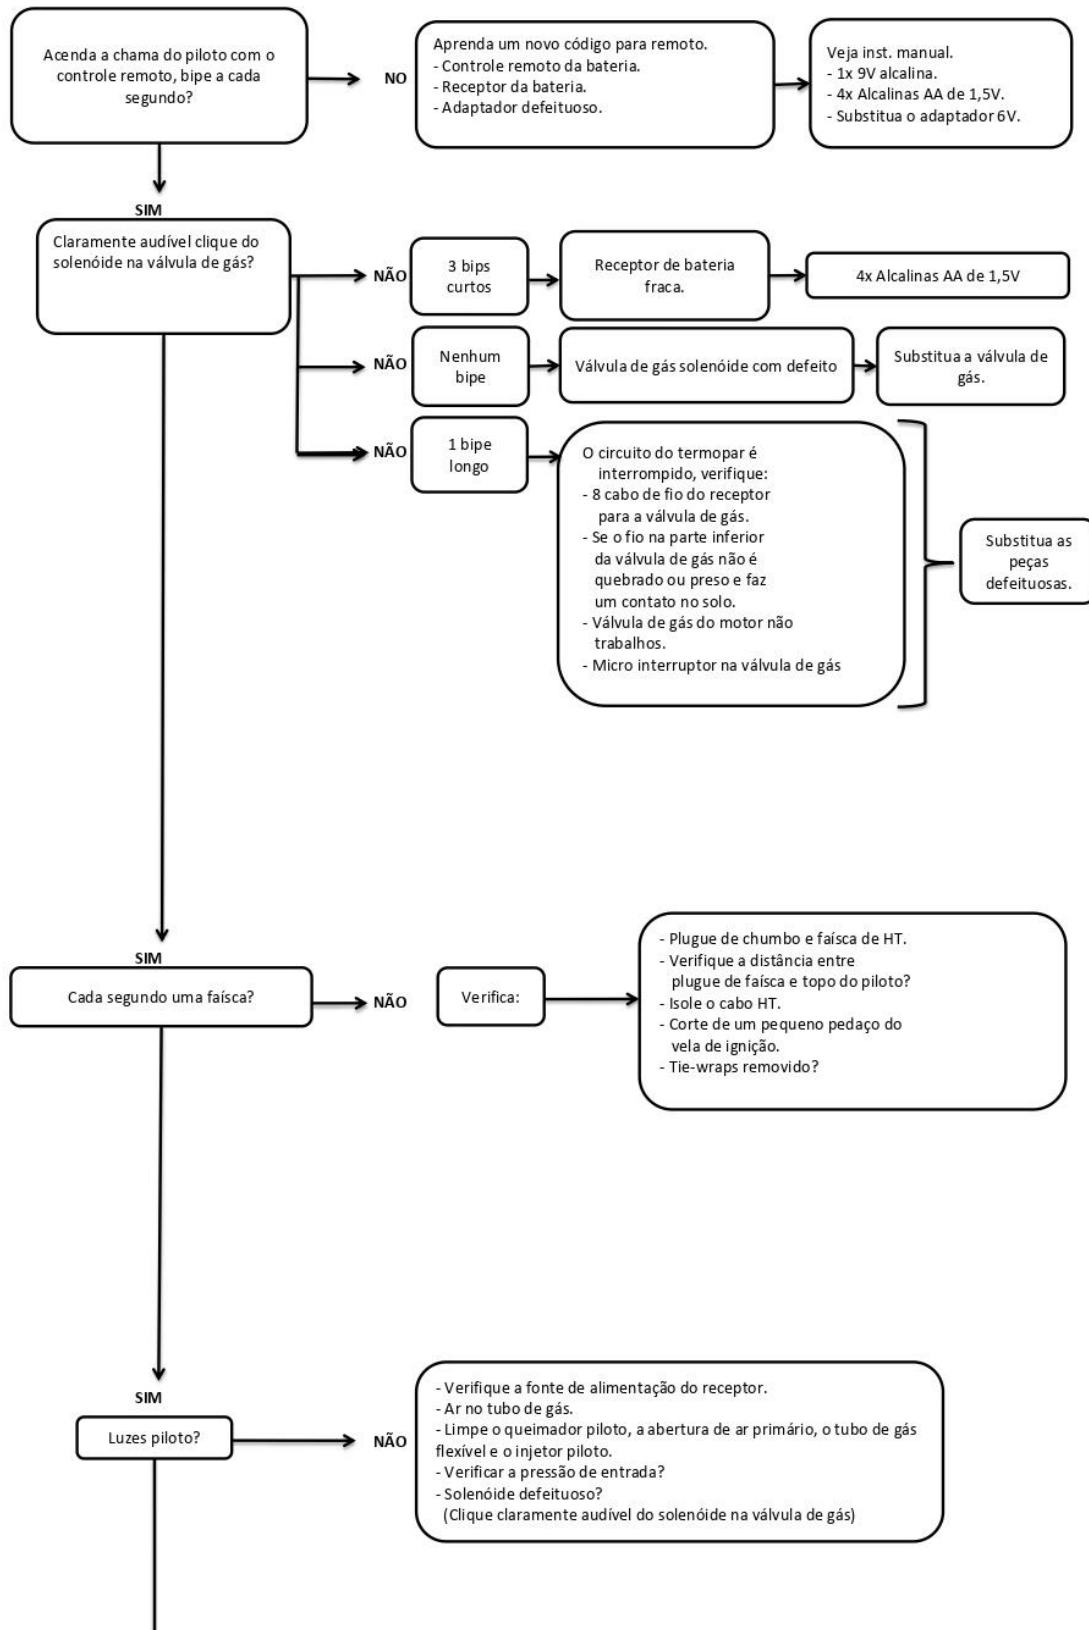 Acenda a chama do piloto com o
controle remoto, bipe a cada
segundo?
NO
Aprenda um novo código para remoto.
- Controle remoto da bateria.
- Receptor da bateria.
- Adaptador defeituoso.
Veja inst. manual.
- 1x 9V alcalina.
- 4x Alcalinas AA de 1,5V.
- Substitua o adaptador 6V.
SIM
Claramente audível clique do
solenóide na válvula de gás?
NÃO
3 bips
curtos
Receptor de bateria
fraca.
4x Alcalinas AA de 1,5V
NÃO
Nenhum
bipe
Válvula de gás solenóide com defeito
Substitua a válvula de
gás.
NÃO
1 bipe
longo
O circuito do termopar é
interrompido, verifique:
- 8 cabo de fio do receptor
para a válvula de gás.
- Se o fio na parte inferior
da válvula de gás não é
quebrado ou preso e faz
um contato no solo.
- Válvula de gás do motor não
trabalhos.
- Micro interruptor na válvula de gás
Substitua as
peças
defeituosas.
SIM
Cada segundo uma faísca?
NÃO
Verifica:
- Plugue de chumbo e faísca de HT.
- Verifique a distância entre
plugue de faísca e topo do piloto?
- Isole o cabo HT.
- Corte de um pequeno pedaço do
vela de ignição.
- Tie-wraps removido?
SIM
Luzes piloto?
NÃO
- Verifique a fonte de alimentação do receptor.
- Ar no tubo de gás.
- Limpe o queimador piloto, a abertura de ar primário, o tubo de gás
flexível e o injetor piloto.
- Verificar a pressão de entrada?
- Solenóide defeituoso?
(Clique claramente audível do solenóide na válvula de gás)